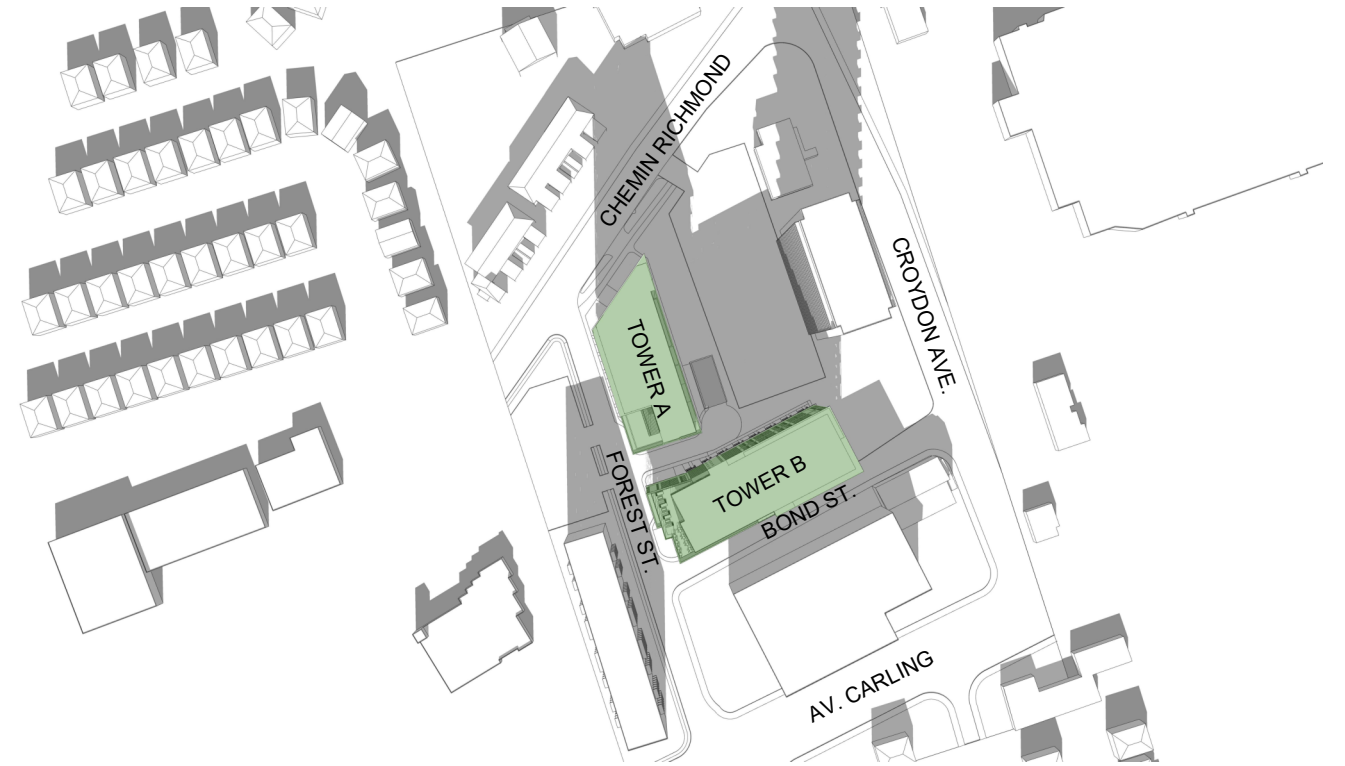 CHEMIN RICHMOND
CROYDON AVE.
TOWER A
FOREST ST.
TOWER B
BOND ST.
AV. CARLING